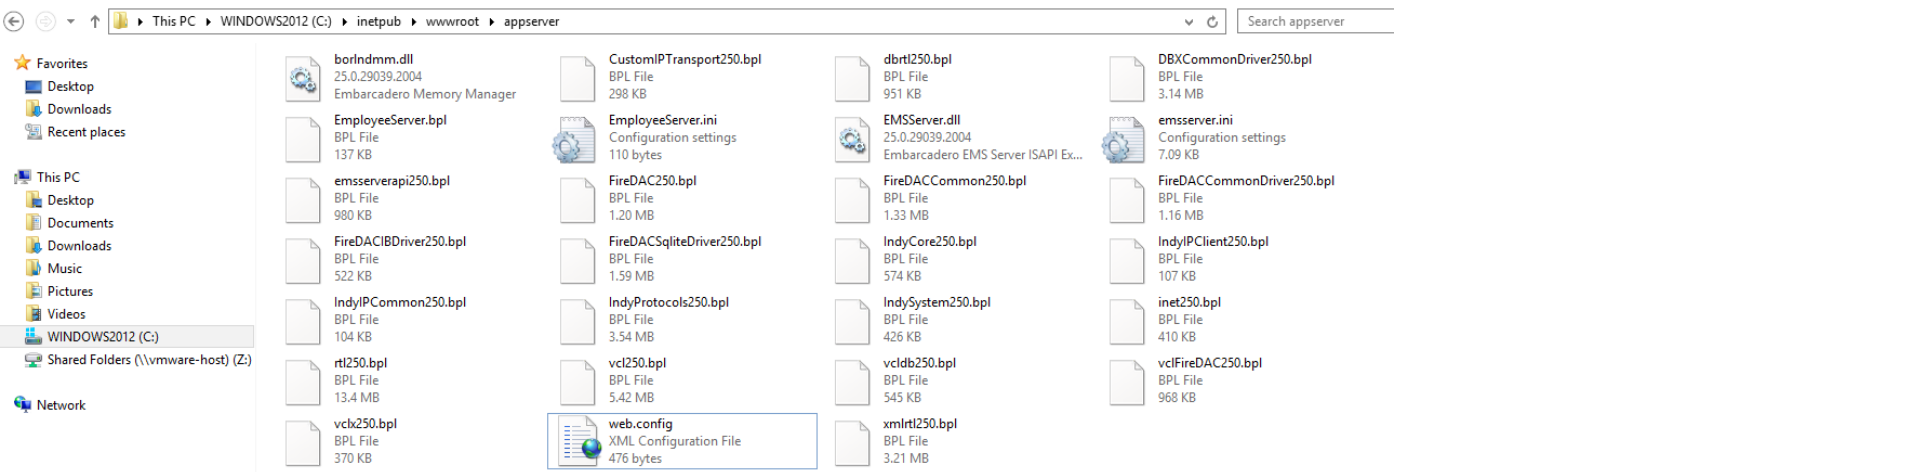 This PC WINDOWS2012 (C:) inetpub wwwroot appserver
Search appserver
Favorites
Desktop
Downloads
Recent places
This PC
Desktop
Documents
Downloads
Music
Pictures
Videos
WINDOWS2012 (C:)
Shared Folders (\\vmware-host) (Z:)
Network
borlndmm.dll
25.0.29039.2004
Embarcadero Memory Manager
CustomIPTransport250.bpl
BPL File
298 KB
dbrtl250.bpl
BPL File
951 KB
DBXCommonDriver250.bpl
BPL File
3.14 MB
EmployeeServer.bpl
BPL File
137 KB
EmployeeServer.ini
Configuration settings
110 bytes
EMSServer.dll
25.0.29039.2004
Embarcadero EMS Server ISAPI Ex...
emsserver.ini
Configuration settings
7.09 KB
emsserverapi250.bpl
BPL File
980 KB
FireDAC250.bpl
BPL File
1.20 MB
FireDACCommon250.bpl
BPL File
1.33 MB
FireDACCommonDriver250.bpl
BPL File
1.16 MB
FireDACIBDriver250.bpl
BPL File
522 KB
FireDACSqliteDriver250.bpl
BPL File
1.59 MB
IndyCore250.bpl
BPL File
574 KB
IndyIPClient250.bpl
BPL File
107 KB
IndyIPCommon250.bpl
BPL File
104 KB
IndyProtocols250.bpl
BPL File
3.54 MB
IndySystem250.bpl
BPL File
426 KB
inet250.bpl
BPL File
410 KB
rtl250.bpl
BPL File
13.4 MB
vcl250.bpl
BPL File
5.42 MB
vcldb250.bpl
BPL File
545 KB
vclFireDAC250.bpl
BPL File
968 KB
vclx250.bpl
BPL File
370 KB
web.config
XML Configuration File
476 bytes
xmlrtl250.bpl
BPL File
3.21 MB